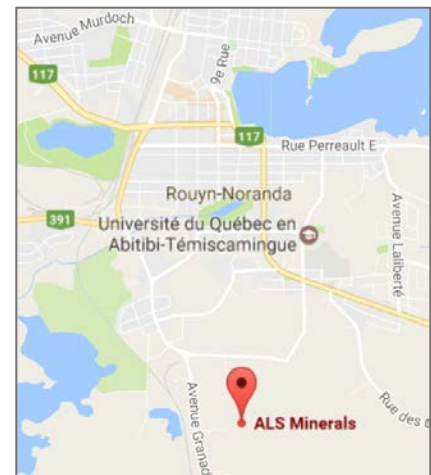 Avenue Murdoch
9e Rue
117
117
Rue Perreault E
Rouyn-Noranda
391
Université du Québec en
Abitibi-Témiscamingue
Avenue Laliberté
ALS Minerals
Avenue Granad
Rue des